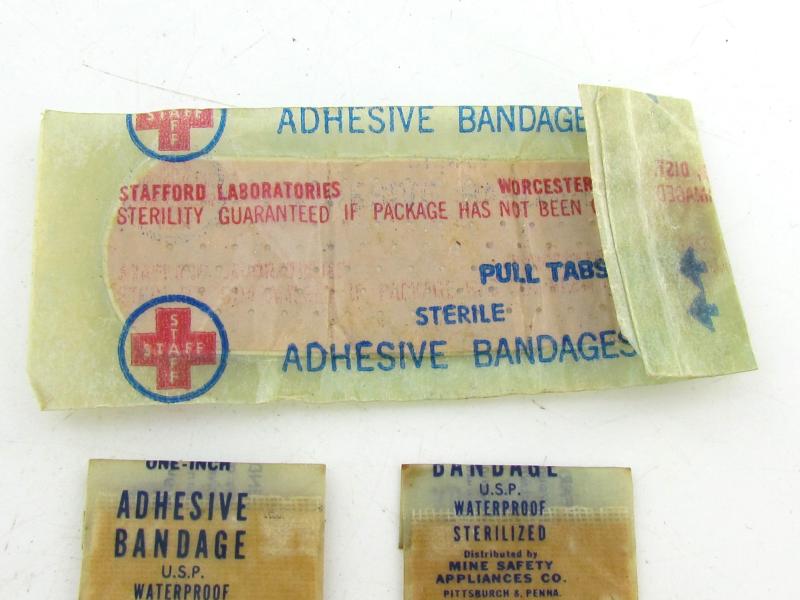 STAFF
ADHESIVE BANDAGE
STAFFORD LABORATORIES WORCESTER
STERILITY GUARANTEED IF PACKAGE HAS NOT BEEN
PULL TABS
STERILE
STAFF
STAFF
ADHESIVE BANDAGES
ONE-INCH
ADHESIVE
BANDAGE
U.S.P.
WATERPROOF
BANDAGE
U.S.P.
WATERPROOF
STERILIZED
Distributed by
MINE SAFETY
APPLIANCES CO.
PITTSBURGH 8, PENNA.